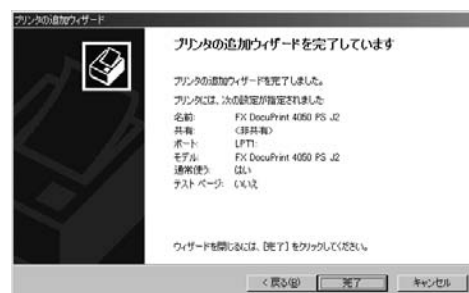 プリンタの追加ウィザード
プリンタの追加ウィザードを完了しています
プリンタの追加ウィザードを完了しました。
プリンタには、次の設定が指定されました:
名前: FX DocuPrint 4050 PS J2
共有: <非共有>
ポート: LPT1:
モデル: FX DocuPrint 4050 PS J2
通常使う: はい
テスト ページ: いいえ
ウィザードを閉じるには、[完了] をクリックしてください。
< 戻る(B) 完了 キャンセル